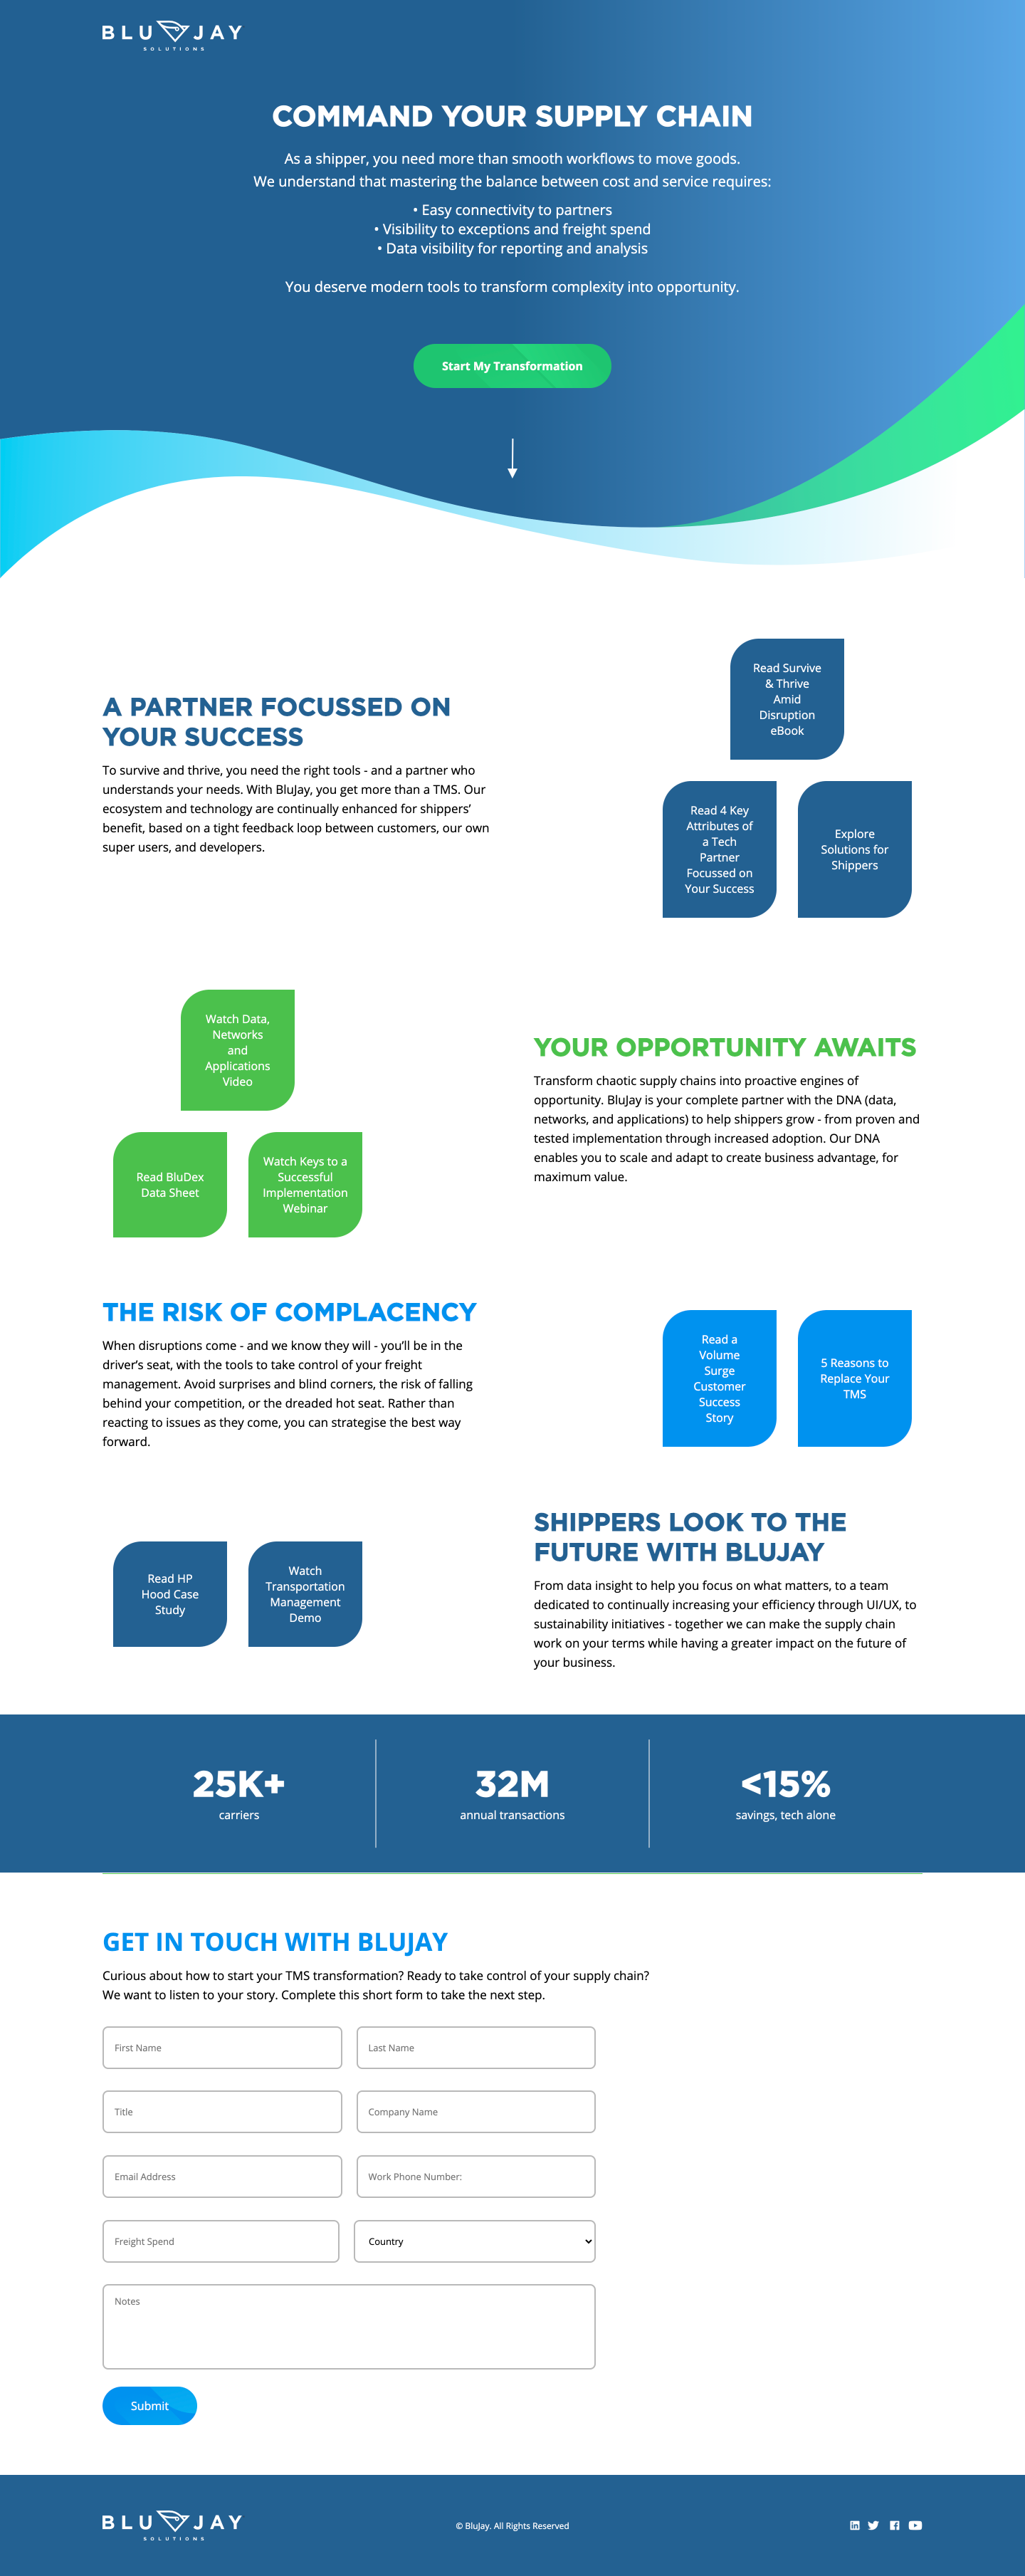 BLU JAY
SOLUTIONS
COMMAND YOUR SUPPLY CHAIN
As a shipper, you need more than smooth workflows to move goods.
We understand that mastering the balance between cost and service requires:
• Easy connectivity to partners
• Visibility to exceptions and freight spend
• Data visibility for reporting and analysis
You deserve modern tools to transform complexity into opportunity.
Start My Transformation
A PARTNER FOCUSSED ON
YOUR SUCCESS
To survive and thrive, you need the right tools - and a partner who
understands your needs. With BluJay, you get more than a TMS. Our
ecosystem and technology are continually enhanced for shippers’
benefit, based on a tight feedback loop between customers, our own
super users, and developers.
Read Survive
& Thrive
Amid
Disruption
eBook
Read 4 Key
Attributes of
a Tech
Partner
Focussed on
Your Success
Explore
Solutions for
Shippers
Watch Data,
Networks
and
Applications
Video
Read BluDex
Data Sheet
Watch Keys to a
Successful
Implementation
Webinar
YOUR OPPORTUNITY AWAITS
Transform chaotic supply chains into proactive engines of
opportunity. BluJay is your complete partner with the DNA (data,
networks, and applications) to help shippers grow - from proven and
tested implementation through increased adoption. Our DNA
enables you to scale and adapt to create business advantage, for
maximum value.
THE RISK OF COMPLACENCY
When disruptions come - and we know they will - you’ll be in the
driver’s seat, with the tools to take control of your freight
management. Avoid surprises and blind corners, the risk of falling
behind your competition, or the dreaded hot seat. Rather than
reacting to issues as they come, you can strategise the best way
forward.
Read a
Volume
Surge
Customer
Success
Story
5 Reasons to
Replace Your
TMS
Read HP
Hood Case
Study
Watch
Transportation
Management
Demo
SHIPPERS LOOK TO THE
FUTURE WITH BLUJAY
From data insight to help you focus on what matters, to a team
dedicated to continually increasing your efficiency through UI/UX, to
sustainability initiatives - together we can make the supply chain
work on your terms while having a greater impact on the future of
your business.
25K+
carriers
32M
annual transactions
<15%
savings, tech alone
GET IN TOUCH WITH BLUJAY
Curious about how to start your TMS transformation? Ready to take control of your supply chain?
We want to listen to your story. Complete this short form to take the next step.
First Name
Last Name
Title
Company Name
Email Address
Work Phone Number:
Freight Spend
Country
Notes
Submit
BLU JAY
SOLUTIONS
© BluJay. All Rights Reserved